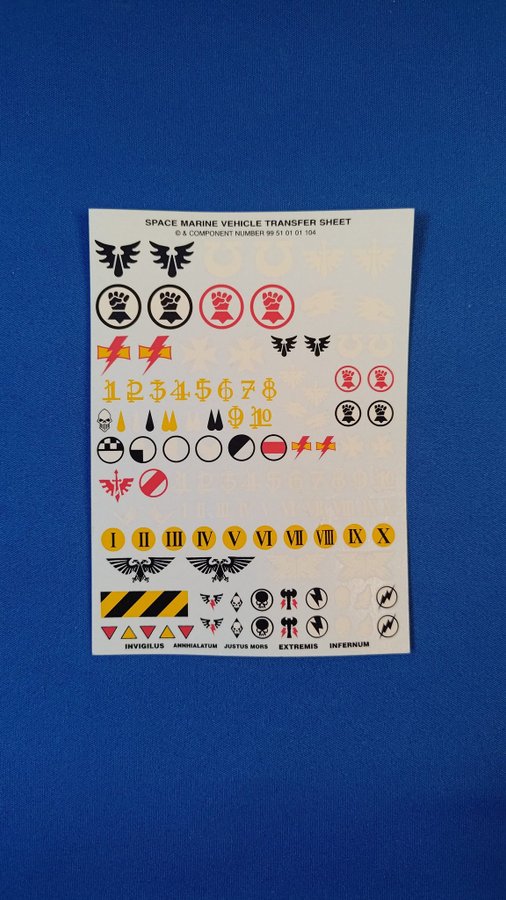 SPACE MARINE VEHICLE TRANSFER SHEET
© & COMPONENT NUMBER 99 51 01 01 104
1 2 3 4 5 6 7 8
9 10
I II III IV V VI VII VIII IX X
INVIGILUS ANNHIALATUM JUSTUS MORS EXTREMIS INFERNUM